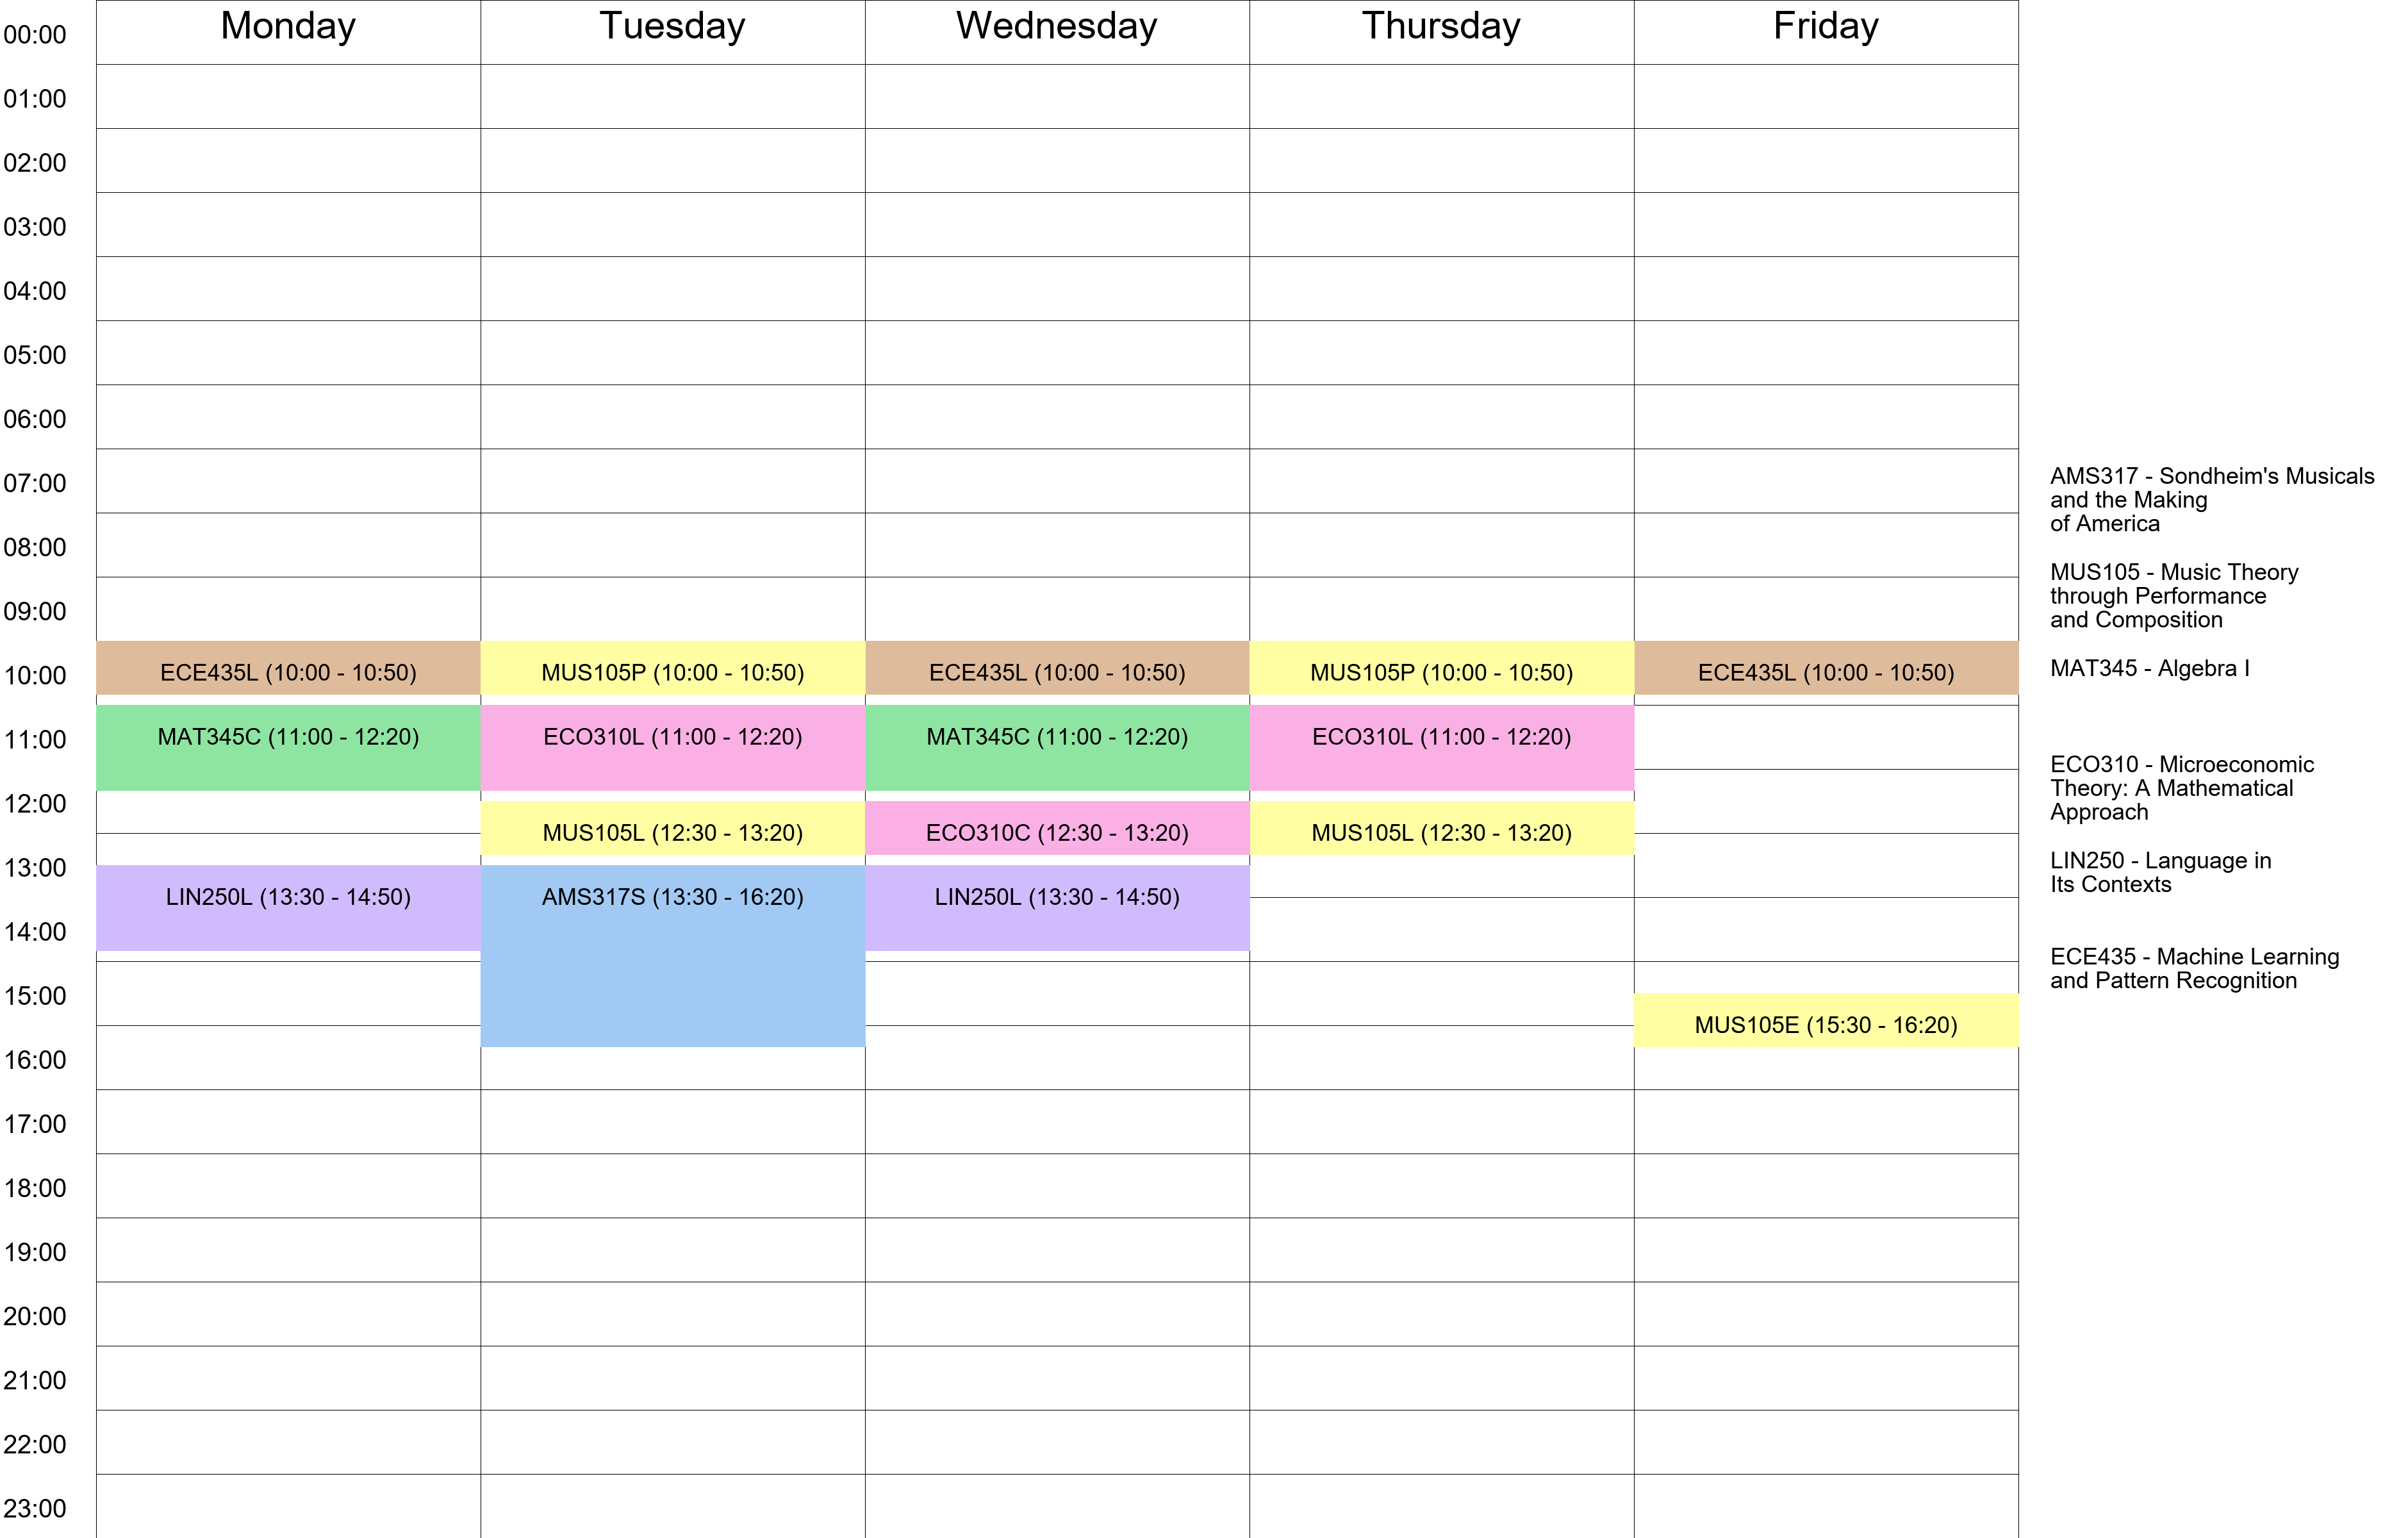 Monday Tuesday Wednesday Thursday Friday
00:00
01:00
02:00
03:00
04:00
05:00
06:00
07:00
08:00
09:00
10:00 ECE435L (10:00 - 10:50) MUS105P (10:00 - 10:50) ECE435L (10:00 - 10:50) MUS105P (10:00 - 10:50) ECE435L (10:00 - 10:50)
11:00 MAT345C (11:00 - 12:20) ECO310L (11:00 - 12:20) MAT345C (11:00 - 12:20) ECO310L (11:00 - 12:20)
12:00
MUS105L (12:30 - 13:20) ECO310C (12:30 - 13:20) MUS105L (12:30 - 13:20)
13:00
LIN250L (13:30 - 14:50) AMS317S (13:30 - 16:20) LIN250L (13:30 - 14:50)
14:00
15:00
MUS105E (15:30 - 16:20)
16:00
17:00
18:00
19:00
20:00
21:00
22:00
23:00
AMS317 - Sondheim's Musicals
and the Making
of America
MUS105 - Music Theory
through Performance
and Composition
MAT345 - Algebra I
ECO310 - Microeconomic
Theory: A Mathematical
Approach
LIN250 - Language in
Its Contexts
ECE435 - Machine Learning
and Pattern Recognition